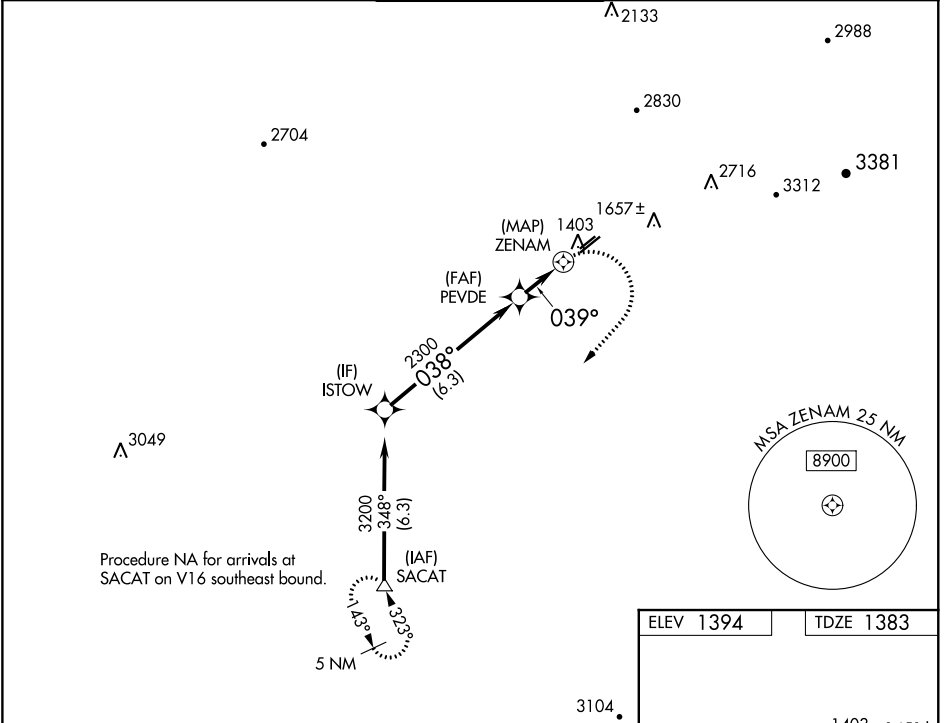 2133
2988
2830
2704
2716
3312
3381
1657±
(MAP) 1403
ZENAM
(FAF)
PEVDE
039°
2300
038°
(6.3)
(IF)
ISTOW
3049
MSA ZENAM 25 NM
8900
3200
348°
(6.3)
Procedure NA for arrivals at
SACAT on V16 southeast bound.
(IAF)
SACAT
143°
323°
5 NM
ELEV 1394
TDZE 1383
3104